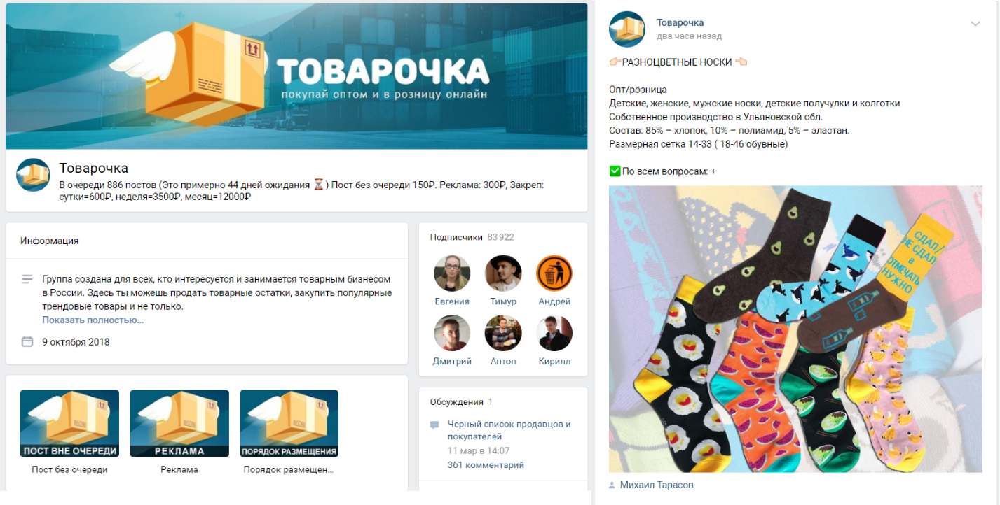 ТОВАРОЧКА
покупай оптом и в розницу онлайн
Товарочка
В очереди 886 постов (Это примерно 44 дней ожидания ⏳) Пост без очереди 150₽. Реклама: 300₽, Закреп:
сутки=600₽, неделя=3500₽, месяц=12000₽
Информация
Группа создана для всех, кто интересуется и занимается товарным бизнесом
в России. Здесь ты можешь продать товарные остатки, закупить популярные
трендовые товары и не только.
Показать полностью...
9 октября 2018
ПОСТ ВНЕ ОЧЕРЕДИ
РЕКЛАМА
ПОРЯДОК РАЗМЕЩЕНИЯ
Пост без очереди
Реклама
Порядок размещен...
Подписчики 83 922
Евгения
Тимур
Андрей
Дмитрий
Антон
Кирилл
Обсуждения 1
Черный список продавцов и
покупателей
11 мар в 14:07
361 комментарий
Товарочка
два часа назад
👉🏻РАЗНОЦВЕТНЫЕ НОСКИ 👈🏻
Опт/розница
Детские, женские, мужские носки, детские получулки и колготки
Собственное производство в Ульяновской обл.
Состав: 85% – хлопок, 10% – полиамид, 5% – эластан.
Размерная сетка 14-33 ( 18-46 обувные)
✅По всем вопросам: +
СДАЛ/
НЕ СДАЛ
а
ОТМЕЧАТЬ
НУЖНО
Михаил Тарасов